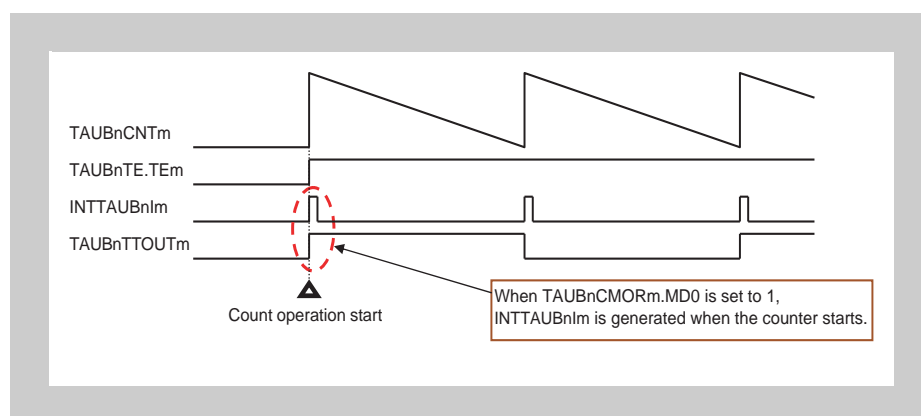 TAUBnCNTm
TAUBnTE.TEm
INTTAUBnIm
TAUBnTTOUTm
Count operation start
When TAUBnCMORm.MD0 is set to 1,
INTTAUBnIm is generated when the counter starts.